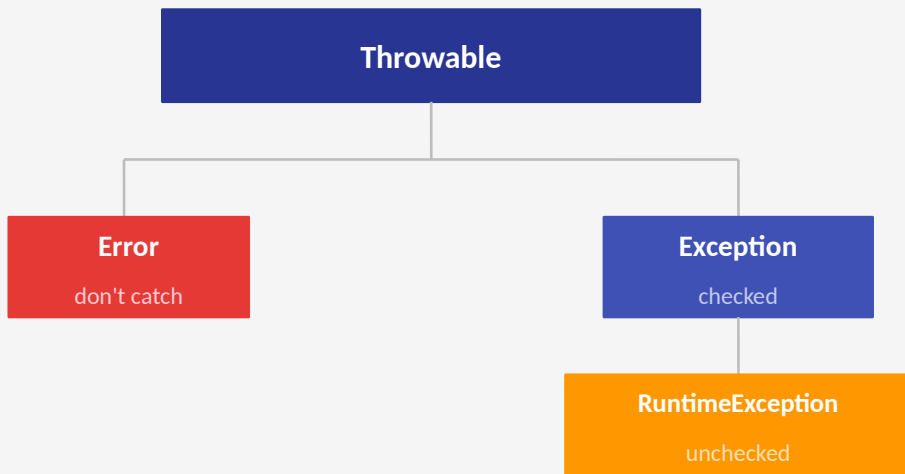 Throwable
Error
don't catch
Exception
checked
RuntimeException
unchecked